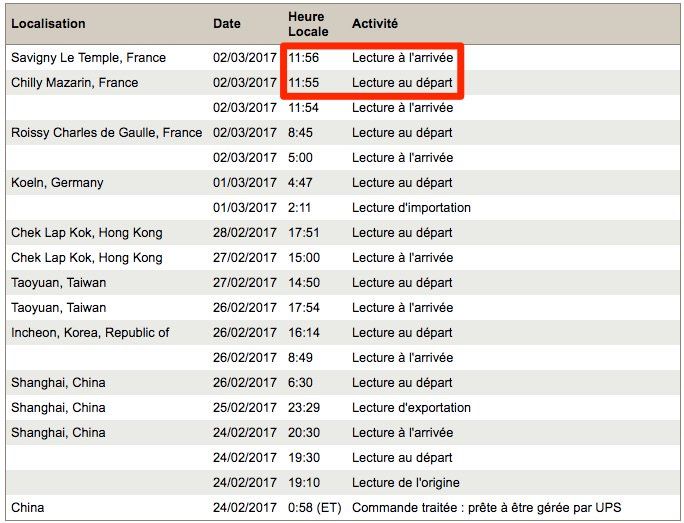 Localisation Date Heure Locale Activité
Savigny Le Temple, France 02/03/2017 11:56 Lecture à l'arrivée
Chilly Mazarin, France 02/03/2017 11:55 Lecture au départ
02/03/2017 11:54 Lecture à l'arrivée
Roissy Charles de Gaulle, France 02/03/2017 8:45 Lecture au départ
02/03/2017 5:00 Lecture à l'arrivée
Koeln, Germany 01/03/2017 4:47 Lecture au départ
01/03/2017 2:11 Lecture d'importation
Chek Lap Kok, Hong Kong 28/02/2017 17:51 Lecture au départ
Chek Lap Kok, Hong Kong 27/02/2017 15:00 Lecture à l'arrivée
Taoyuan, Taiwan 27/02/2017 14:50 Lecture au départ
Taoyuan, Taiwan 26/02/2017 17:54 Lecture à l'arrivée
Incheon, Korea, Republic of 26/02/2017 16:14 Lecture au départ
26/02/2017 8:49 Lecture à l'arrivée
Shanghai, China 26/02/2017 6:30 Lecture au départ
Shanghai, China 25/02/2017 23:29 Lecture d'exportation
Shanghai, China 24/02/2017 20:30 Lecture à l'arrivée
24/02/2017 19:30 Lecture au départ
24/02/2017 19:10 Lecture de l'origine
China 24/02/2017 0:58 (ET) Commande traitée : prête à être gérée par UPS